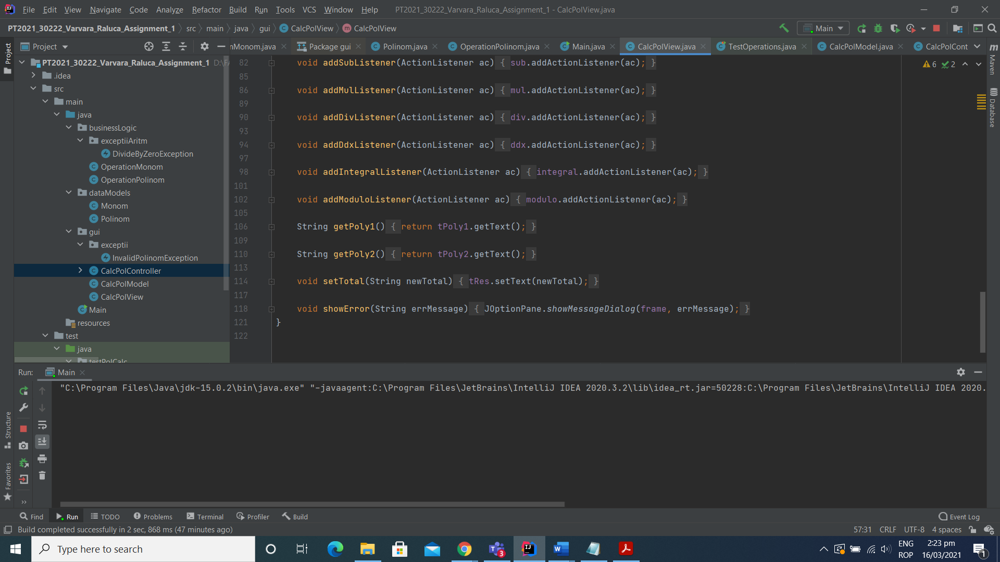 File Edit View Navigate Code Analyze Refactor Build Run Tools VCS Window Help PT2021_30222_Varvara_Raluca_Assignment_1 - CalcPolView.java
PT2021_30222_Varvara_Raluca_Assignment_1 src main java gui CalcPolView CalcPolView Main
Project nMonom.java Package gui Polinom.java OperationPolinom.java Main.java CalcPolView.java TestOperations.java CalcPolModel.java CalcPolCont
Project
Structure
Favorites
Maven
Database
PT2021_30222_Varvara_Raluca_Assignment_1
.idea
src
main
java
businessLogic
exceptiiAritm
DivideByZeroException
OperationMonom
OperationPolinom
dataModels
Monom
Polinom
gui
exceptii
InvalidPolinomException
CalcPolController
CalcPolModel
CalcPolView
Main
resources
test
java
testPolCalc
6 2
82 void addSubListener(ActionListener ac) { sub.addActionListener(ac); }
85
86 void addMulListener(ActionListener ac) { mul.addActionListener(ac); }
89
90 void addDivListener(ActionListener ac) { div.addActionListener(ac); }
93
94 void addDdxListener(ActionListener ac) { ddx.addActionListener(ac); }
97
98 void addIntegralListener(ActionListener ac) { integral.addActionListener(ac); }
101
102 void addModuloListener(ActionListener ac) { modulo.addActionListener(ac); }
105
106 String getPoly1() { return tPoly1.getText(); }
109
110 String getPoly2() { return tPoly2.getText(); }
113
114 void setTotal(String newTotal) { tRes.setText(newTotal); }
117
118 void showError(String errMessage) { JOptionPane.showMessageDialog(frame, errMessage); }
121 }
122
Run: Main
"C:\Program Files\Java\jdk-15.0.2\bin\java.exe" "-javaagent:C:\Program Files\JetBrains\IntelliJ IDEA 2020.3.2\lib\idea_rt.jar=50228:C:\Program Files\JetBrains\IntelliJ IDEA 2020.
Find Run TODO Problems Terminal Profiler Build Event Log
Build completed successfully in 2 sec, 868 ms (47 minutes ago) 57:31 CRLF UTF-8 4 spaces
Type here to search
3
ENG
ROP
2:23 pm
16/03/2021
1